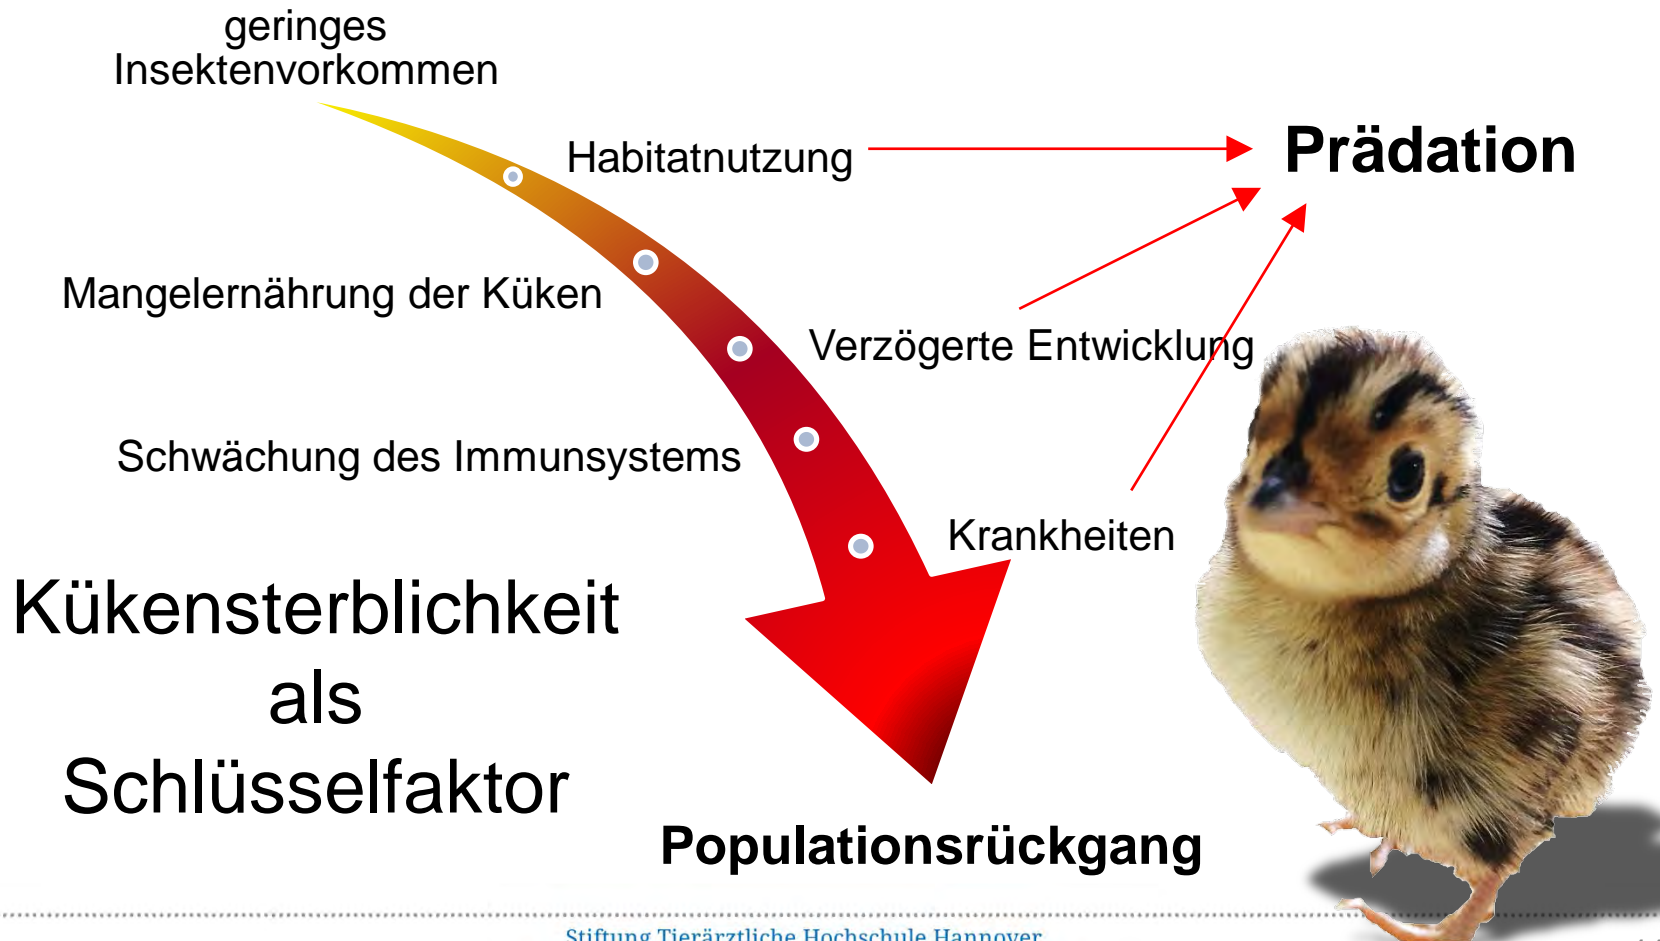 geringes
Insektenvorkommen
Habitatnutzung
Prädation
Mangelernährung der Küken
Verzögerte Entwicklung
Schwächung des Immunsystems
Krankheiten
Kükensterblichkeit
als
Schlüsselfaktor
Populationsrückgang
Stiftung Tierärztliche Hochschule Hannover